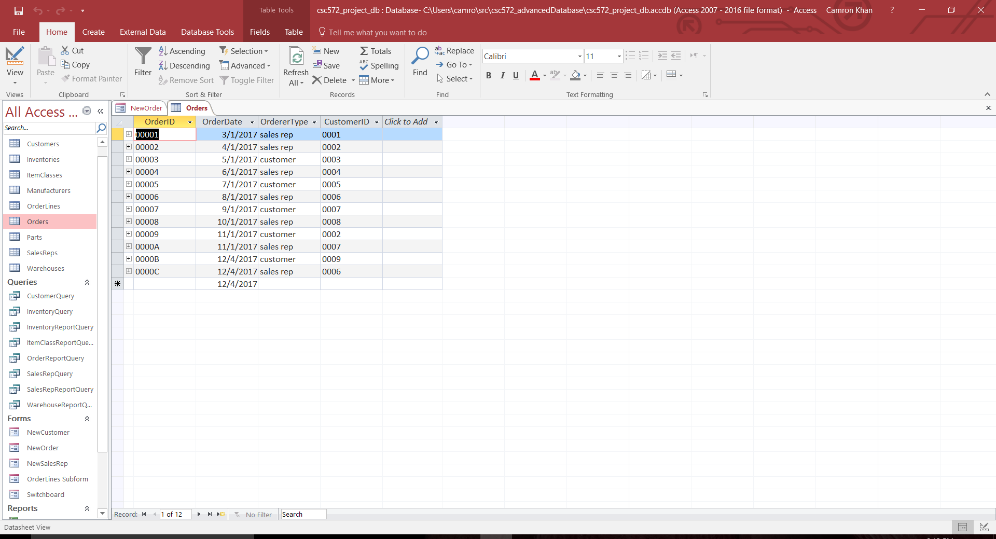 Table Tools
csc572_project_db : Database- C:\Users\camro\src\csc572_advancedDatabase\csc572_project_db.accdb (Access 2007 - 2016 file format) - Access
Camron Khan
?
File Home Create External Data Database Tools Fields Table Tell me what you want to do
View
Paste
Cut
Copy
Format Painter
Filter
Ascending
Descending
Remove Sort
Selection
Advanced
Toggle Filter
Refresh
All
New
Save
Delete
Totals
Spelling
More
Find
Replace
Go To
Select
Calibri 11
B I U A
Views Clipboard Sort & Filter Records Find Text Formatting
All Access ...
Search...
Customers
Inventories
ItemClasses
Manufacturers
OrderLines
Orders
Parts
SalesReps
Warehouses
Queries
CustomerQuery
InventoryQuery
InventoryReportQuery
ItemClassReportQue...
OrderReportQuery
SalesRepQuery
SalesRepReportQuery
WarehouseReportQ...
Forms
NewCustomer
NewOrder
NewSalesRep
OrderLines Subform
Switchboard
Reports
NewOrder Orders
OrderID OrderDate OrdererType CustomerID Click to Add
00001 3/1/2017 sales rep 0001
00002 4/1/2017 sales rep 0002
00003 5/1/2017 customer 0003
00004 6/1/2017 sales rep 0004
00005 7/1/2017 customer 0005
00006 8/1/2017 sales rep 0006
00007 9/1/2017 customer 0007
00008 10/1/2017 sales rep 0008
00009 11/1/2017 customer 0002
0000A 11/1/2017 sales rep 0007
0000B 12/4/2017 customer 0009
0000C 12/4/2017 sales rep 0006
12/4/2017
Record: 1 of 12 No Filter Search
Datasheet View